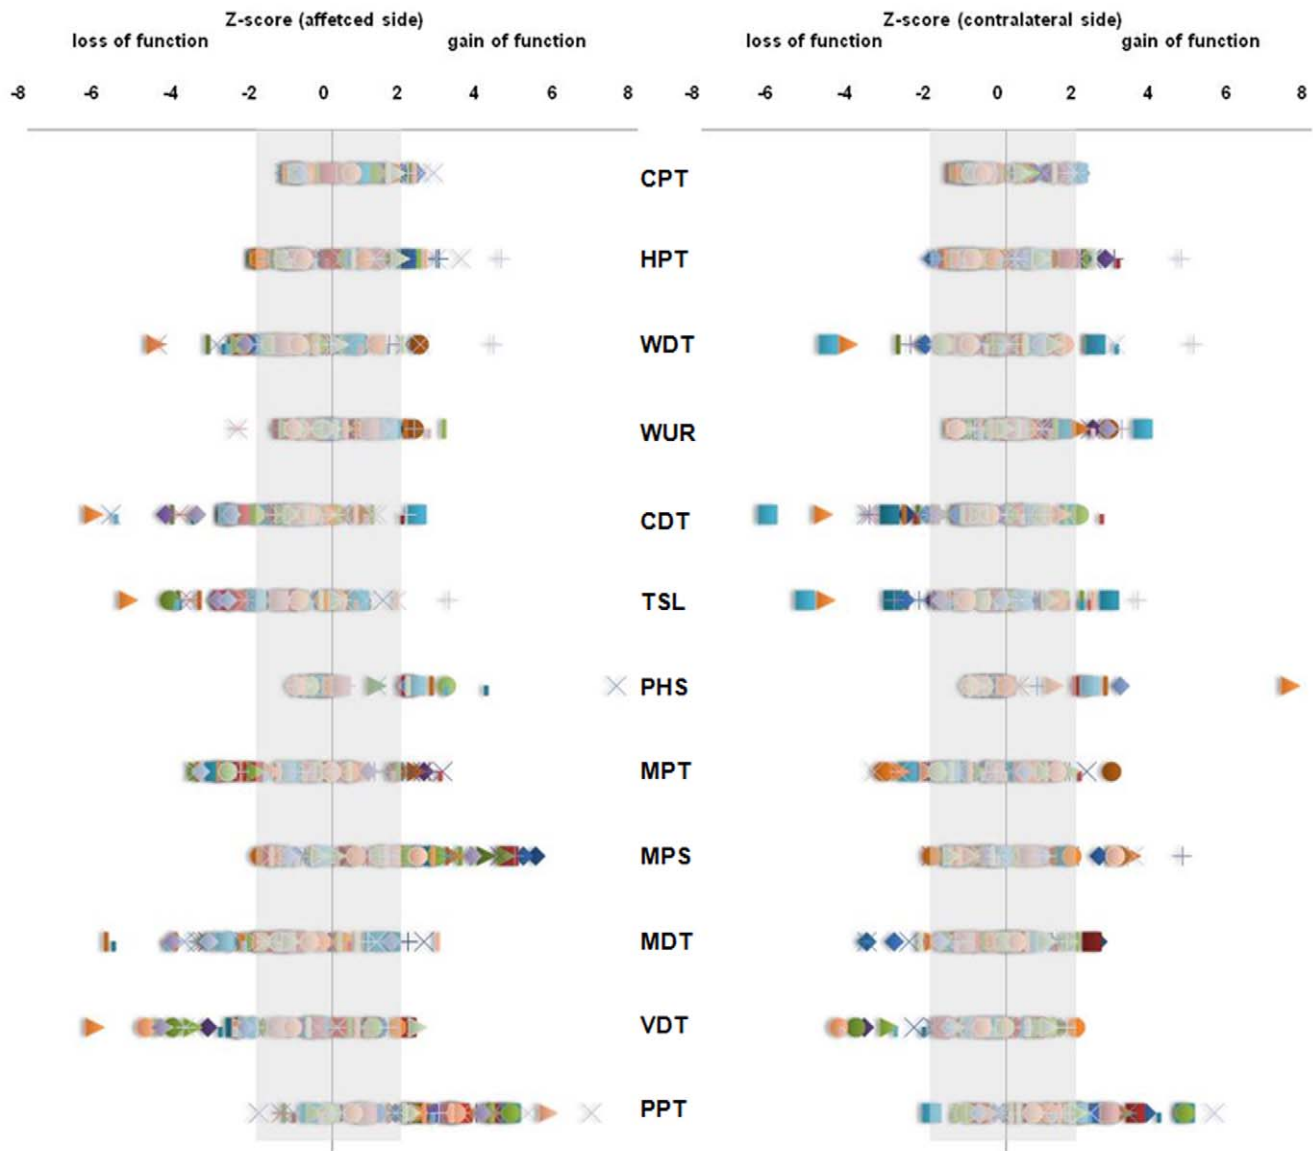 Z-score (affetced side)
loss of function gain of function
-8 -6 -4 -2 0 2 4 6 8
Z-score (contralateral side)
loss of function gain of function
-8 -6 -4 -2 0 2 4 6 8
CPT
HPT
WDT
WUR
CDT
TSL
PHS
MPT
MPS
MDT
VDT
PPT